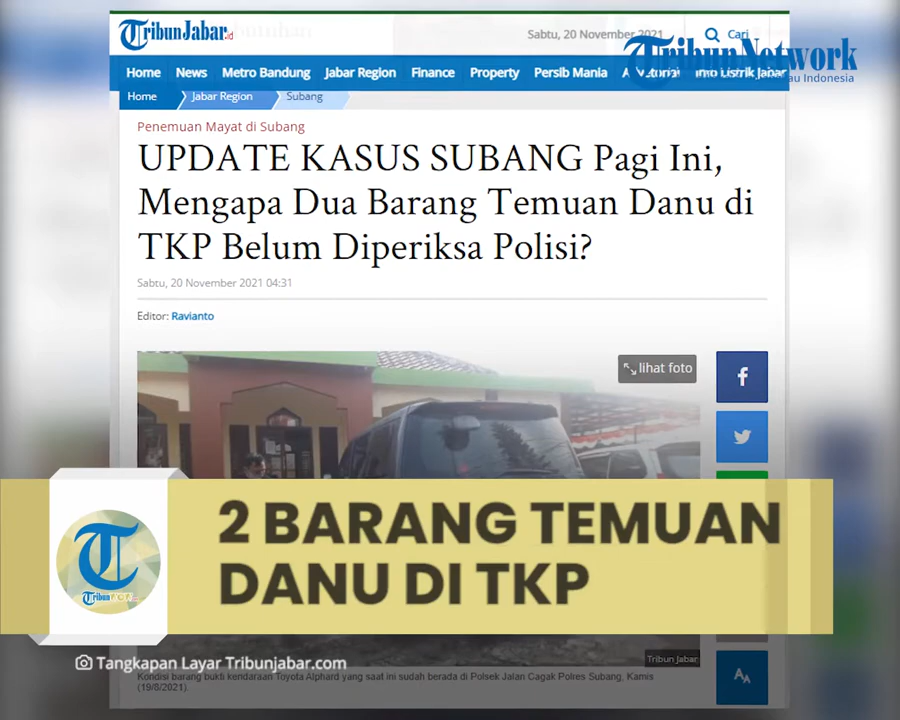 TribunJabar.id
Sabtu, 20 November 2021
Cari
TribunNetwork
Home News Metro Bandung Jabar Region Finance Property Persib Mania Info Listrik Jabar
Indonesia
Home Jabar Region Subang
Penemuan Mayat di Subang
UPDATE KASUS SUBANG Pagi Ini,
Mengapa Dua Barang Temuan Danu di
TKP Belum Diperiksa Polisi?
Sabtu, 20 November 2021 04:31
Editor: Ravianto
lihat foto
2 BARANG TEMUAN
DANU DI TKP
Tangkapan Layar Tribunjabar.com
Tribun Jabar
Kondisi barang bukti kendaraan Toyota Alphard yang saat ini sudah berada di Polsek Jalan Cagak Polres Subang, Kamis
(19/8/2021).